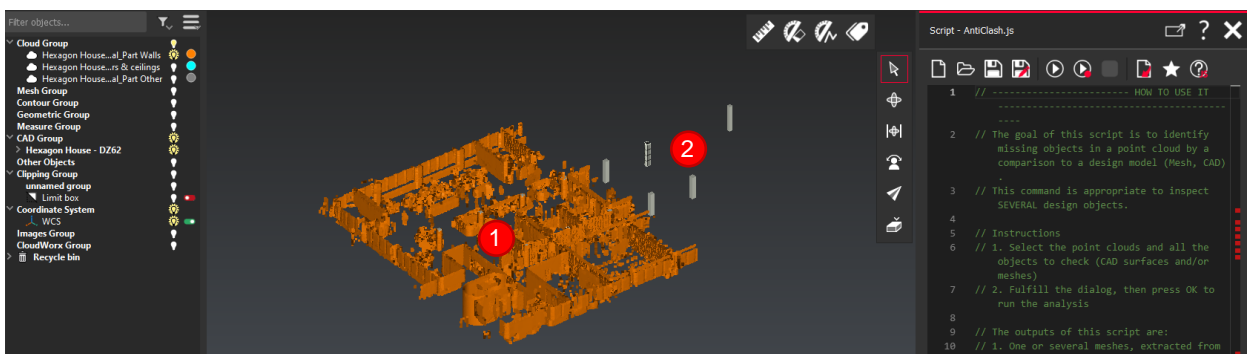 Filter objects...
Cloud Group
Hexagon House...al_Part Walls
Hexagon House...rs & ceilings
Hexagon House...al_Part Other
Mesh Group
Contour Group
Geometric Group
Measure Group
CAD Group
Hexagon House - DZ62
Other Objects
Clipping Group
unnamed group
Limit box
Coordinate System
WCS
Images Group
CloudWorx Group
Recycle bin
1
2
Script - AntiClash.js
1 // ------------------------ HOW TO USE IT
---------------------------------------
----
2 // The goal of this script is to identify
missing objects in a point cloud by a
comparison to a design model (Mesh, CAD)
.
3 // This command is appropriate to inspect
SEVERAL design objects.
4
5 // Instructions
6 // 1. Select the point clouds and all the
objects to check (CAD surfaces and/or
meshes)
7 // 2. Fulfill the dialog, then press OK to
run the analysis
8
9 // The outputs of this script are:
10 // 1. One or several meshes, extracted from